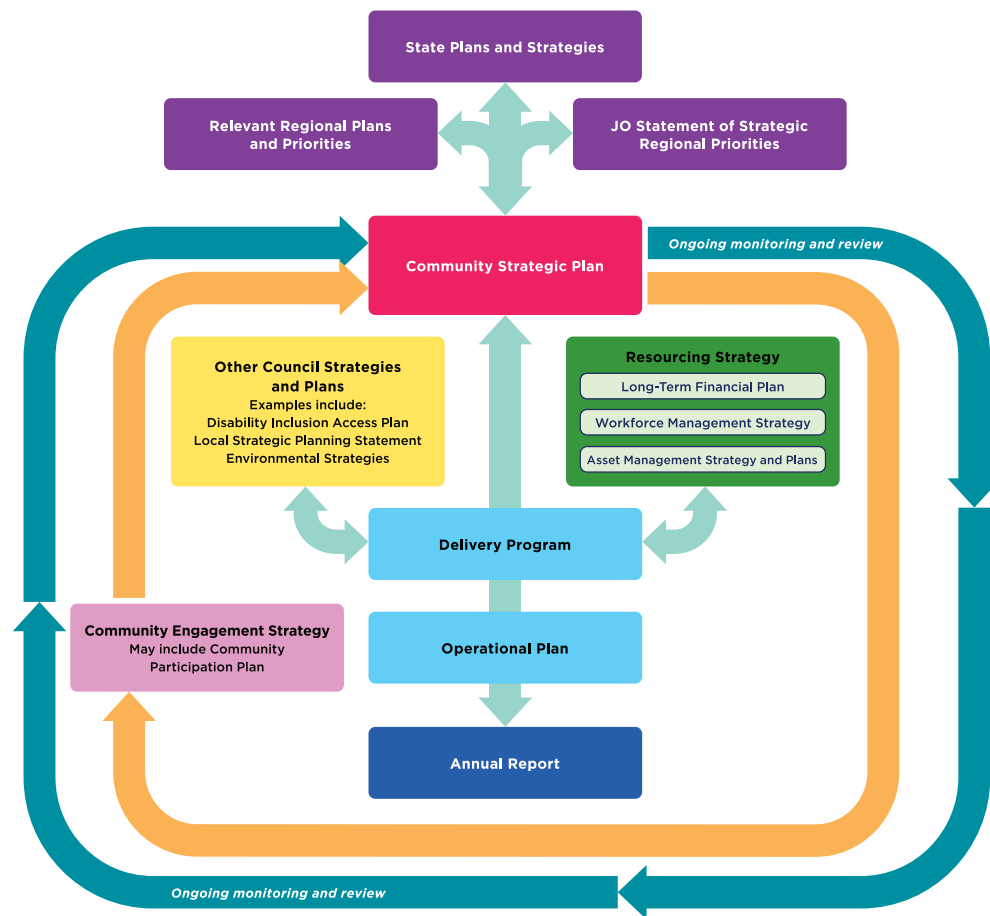 State Plans and Strategies
Relevant Regional Plans
and Priorities
JO Statement of Strategic
Regional Priorities
Ongoing monitoring and review
Community Strategic Plan
Other Council Strategies
and Plans
Examples include:
Disability Inclusion Access Plan
Local Strategic Planning Statement
Environmental Strategies
Resourcing Strategy
Long-Term Financial Plan
Workforce Management Strategy
Asset Management Strategy and Plans
Delivery Program
Community Engagement Strategy
May include Community
Participation Plan
Operational Plan
Annual Report
Ongoing monitoring and review